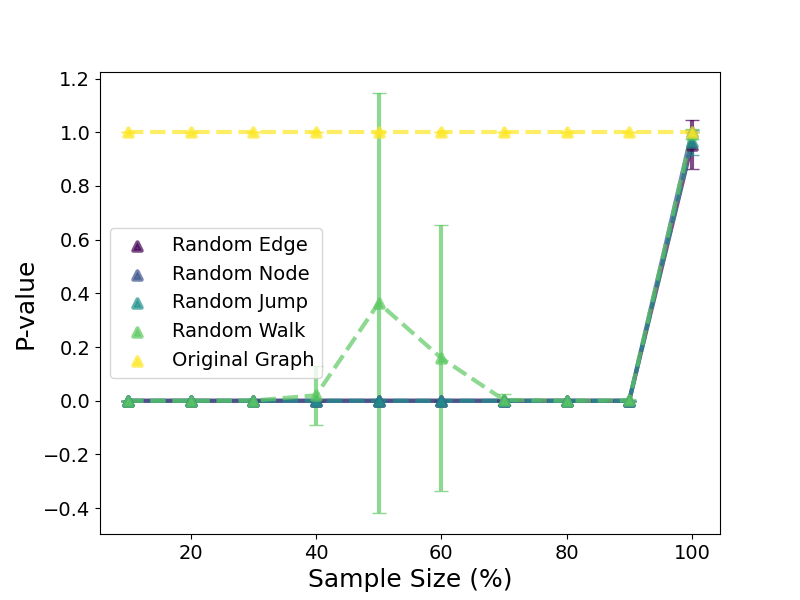 1.2
1.0
0.8
0.6
0.4
0.2
0.0
−0.2
−0.4
P-value
Random Edge
Random Node
Random Jump
Random Walk
Original Graph
20 40 60 80 100
Sample Size (%)